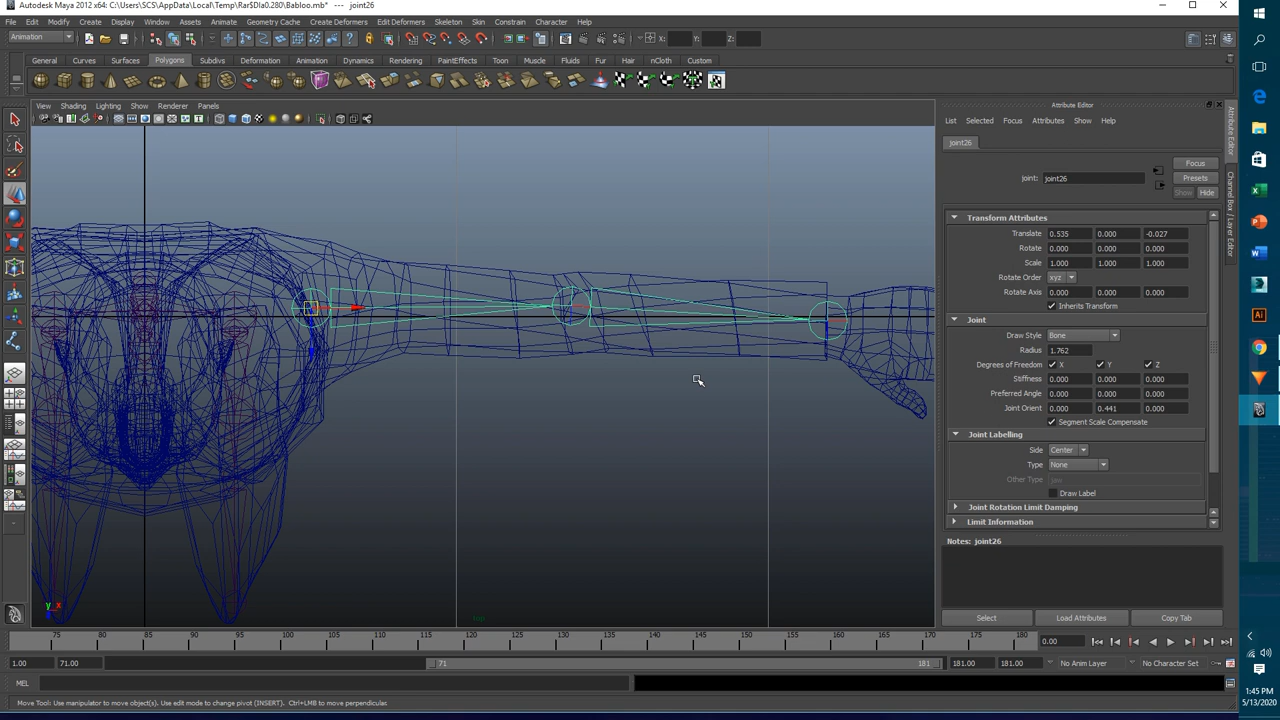 Autodesk Maya 2012 x64: C:\Users\SCS\AppData\Local\Temp\Rar$DIa0.280\Babloo.mb* --- joint26
File Edit Modify Create Display Window Assets Animate Geometry Cache Create Deformers Edit Deformers Skeleton Skin Constrain Character Help
Animation X: Y: Z:
General Curves Surfaces Polygons Subdivs Deformation Animation Dynamics Rendering PaintEffects Toon Muscle Fluids Fur Hair nCloth Custom
View Shading Lighting Show Renderer Panels
Attribute Editor
List Selected Focus Attributes Show Help
joint26
joint: joint26
Focus
Presets
Show Hide
Transform Attributes
Translate 0.535 0.000 -0.027
Rotate 0.000 0.000 0.000
Scale 1.000 1.000 1.000
Rotate Order xyz
Rotate Axis 0.000 0.000 0.000
Inherits Transform
Joint
Draw Style Bone
Radius 1.762
Degrees of Freedom X Y Z
Stiffness 0.000 0.000 0.000
Preferred Angle 0.000 0.000 0.000
Joint Orient 0.000 0.441 0.000
Segment Scale Compensate
Joint Labelling
Side Center
Type None
Other Type jaw
Draw Label
Joint Rotation Limit Damping
Limit Information
Notes: joint26
Select Load Attributes Copy Tab
Attribute Editor
Channel Box / Layer Editor
y x
top
75 80 85 90 95 100 105 110 115 120 125 130 135 140 145 150 155 160 165 170 175 180 0.00
1.00 71.00 71 181 181.00 181.00 No Anim Layer No Character Set
MEL
Move Tool: Use manipulator to move object(s). Use edit mode to change pivot (INSERT). Ctrl+LMB to move perpendicular.
1:45 PM
5/13/2020